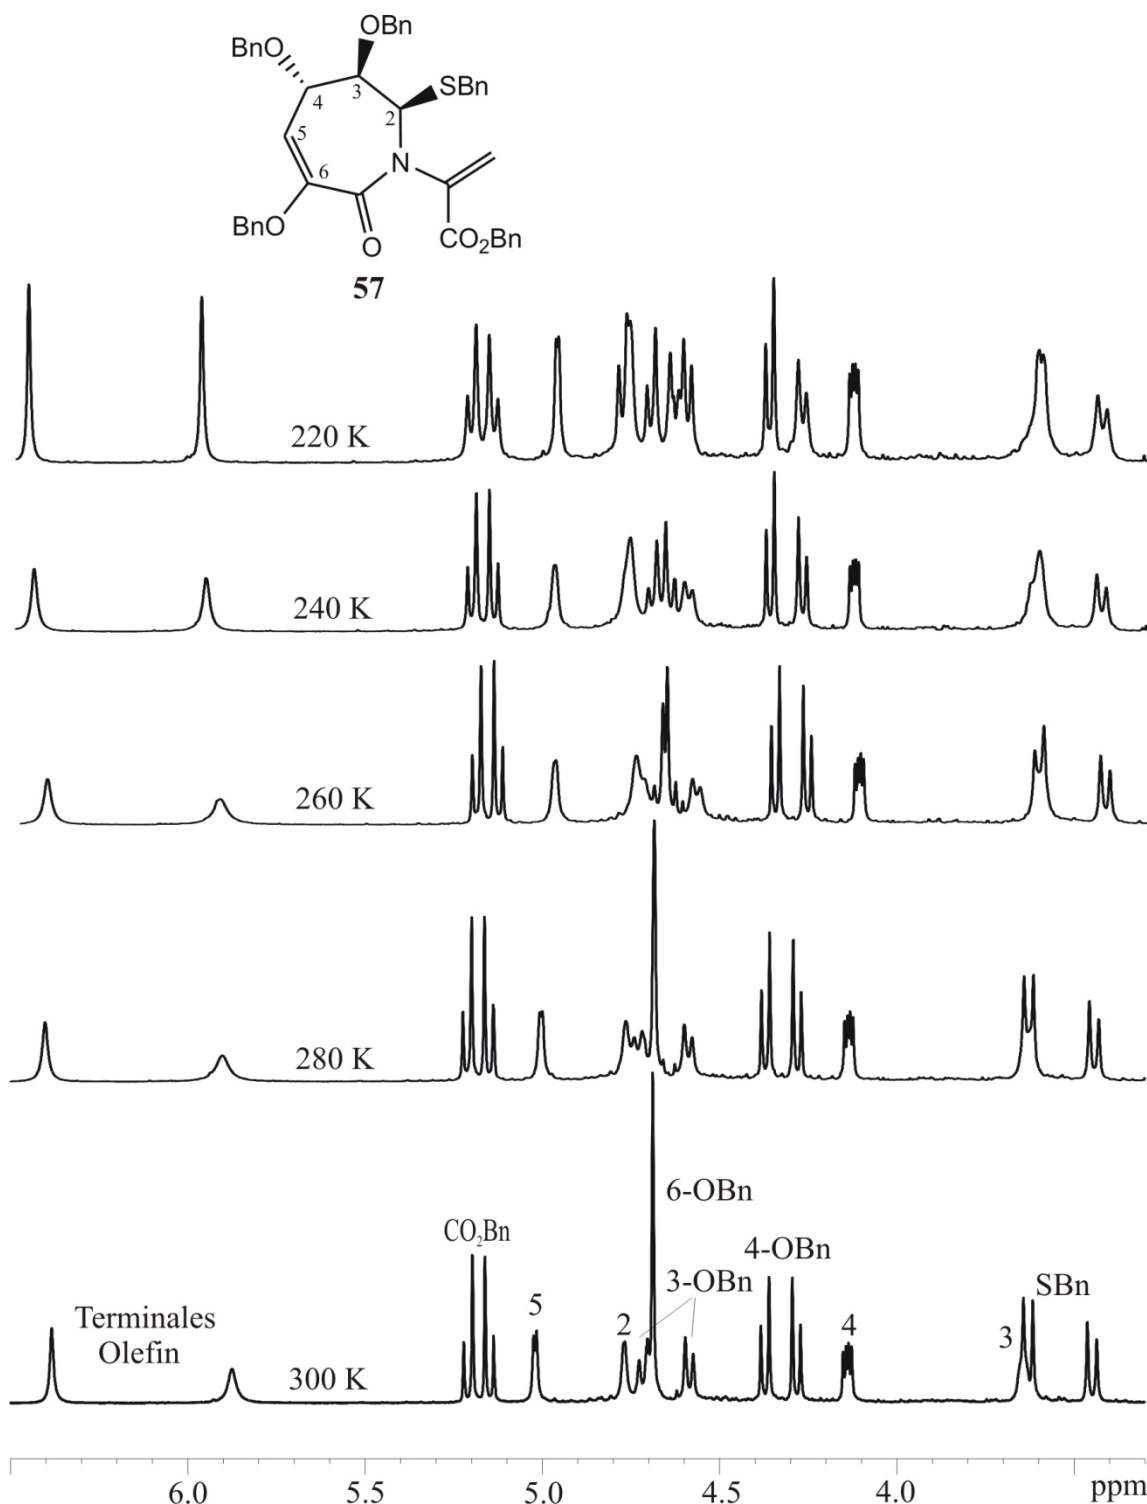 OBn
BnO
3
SBn
4
2
5
N
6
BnO
O
CO₂Bn
57
220 K
240 K
260 K
280 K
6-OBn
CO₂Bn
4-OBn
3-OBn
5
SBn
Terminales
Olefin
2
4
3
300 K
6.0 5.5 5.0 4.5 4.0 ppm